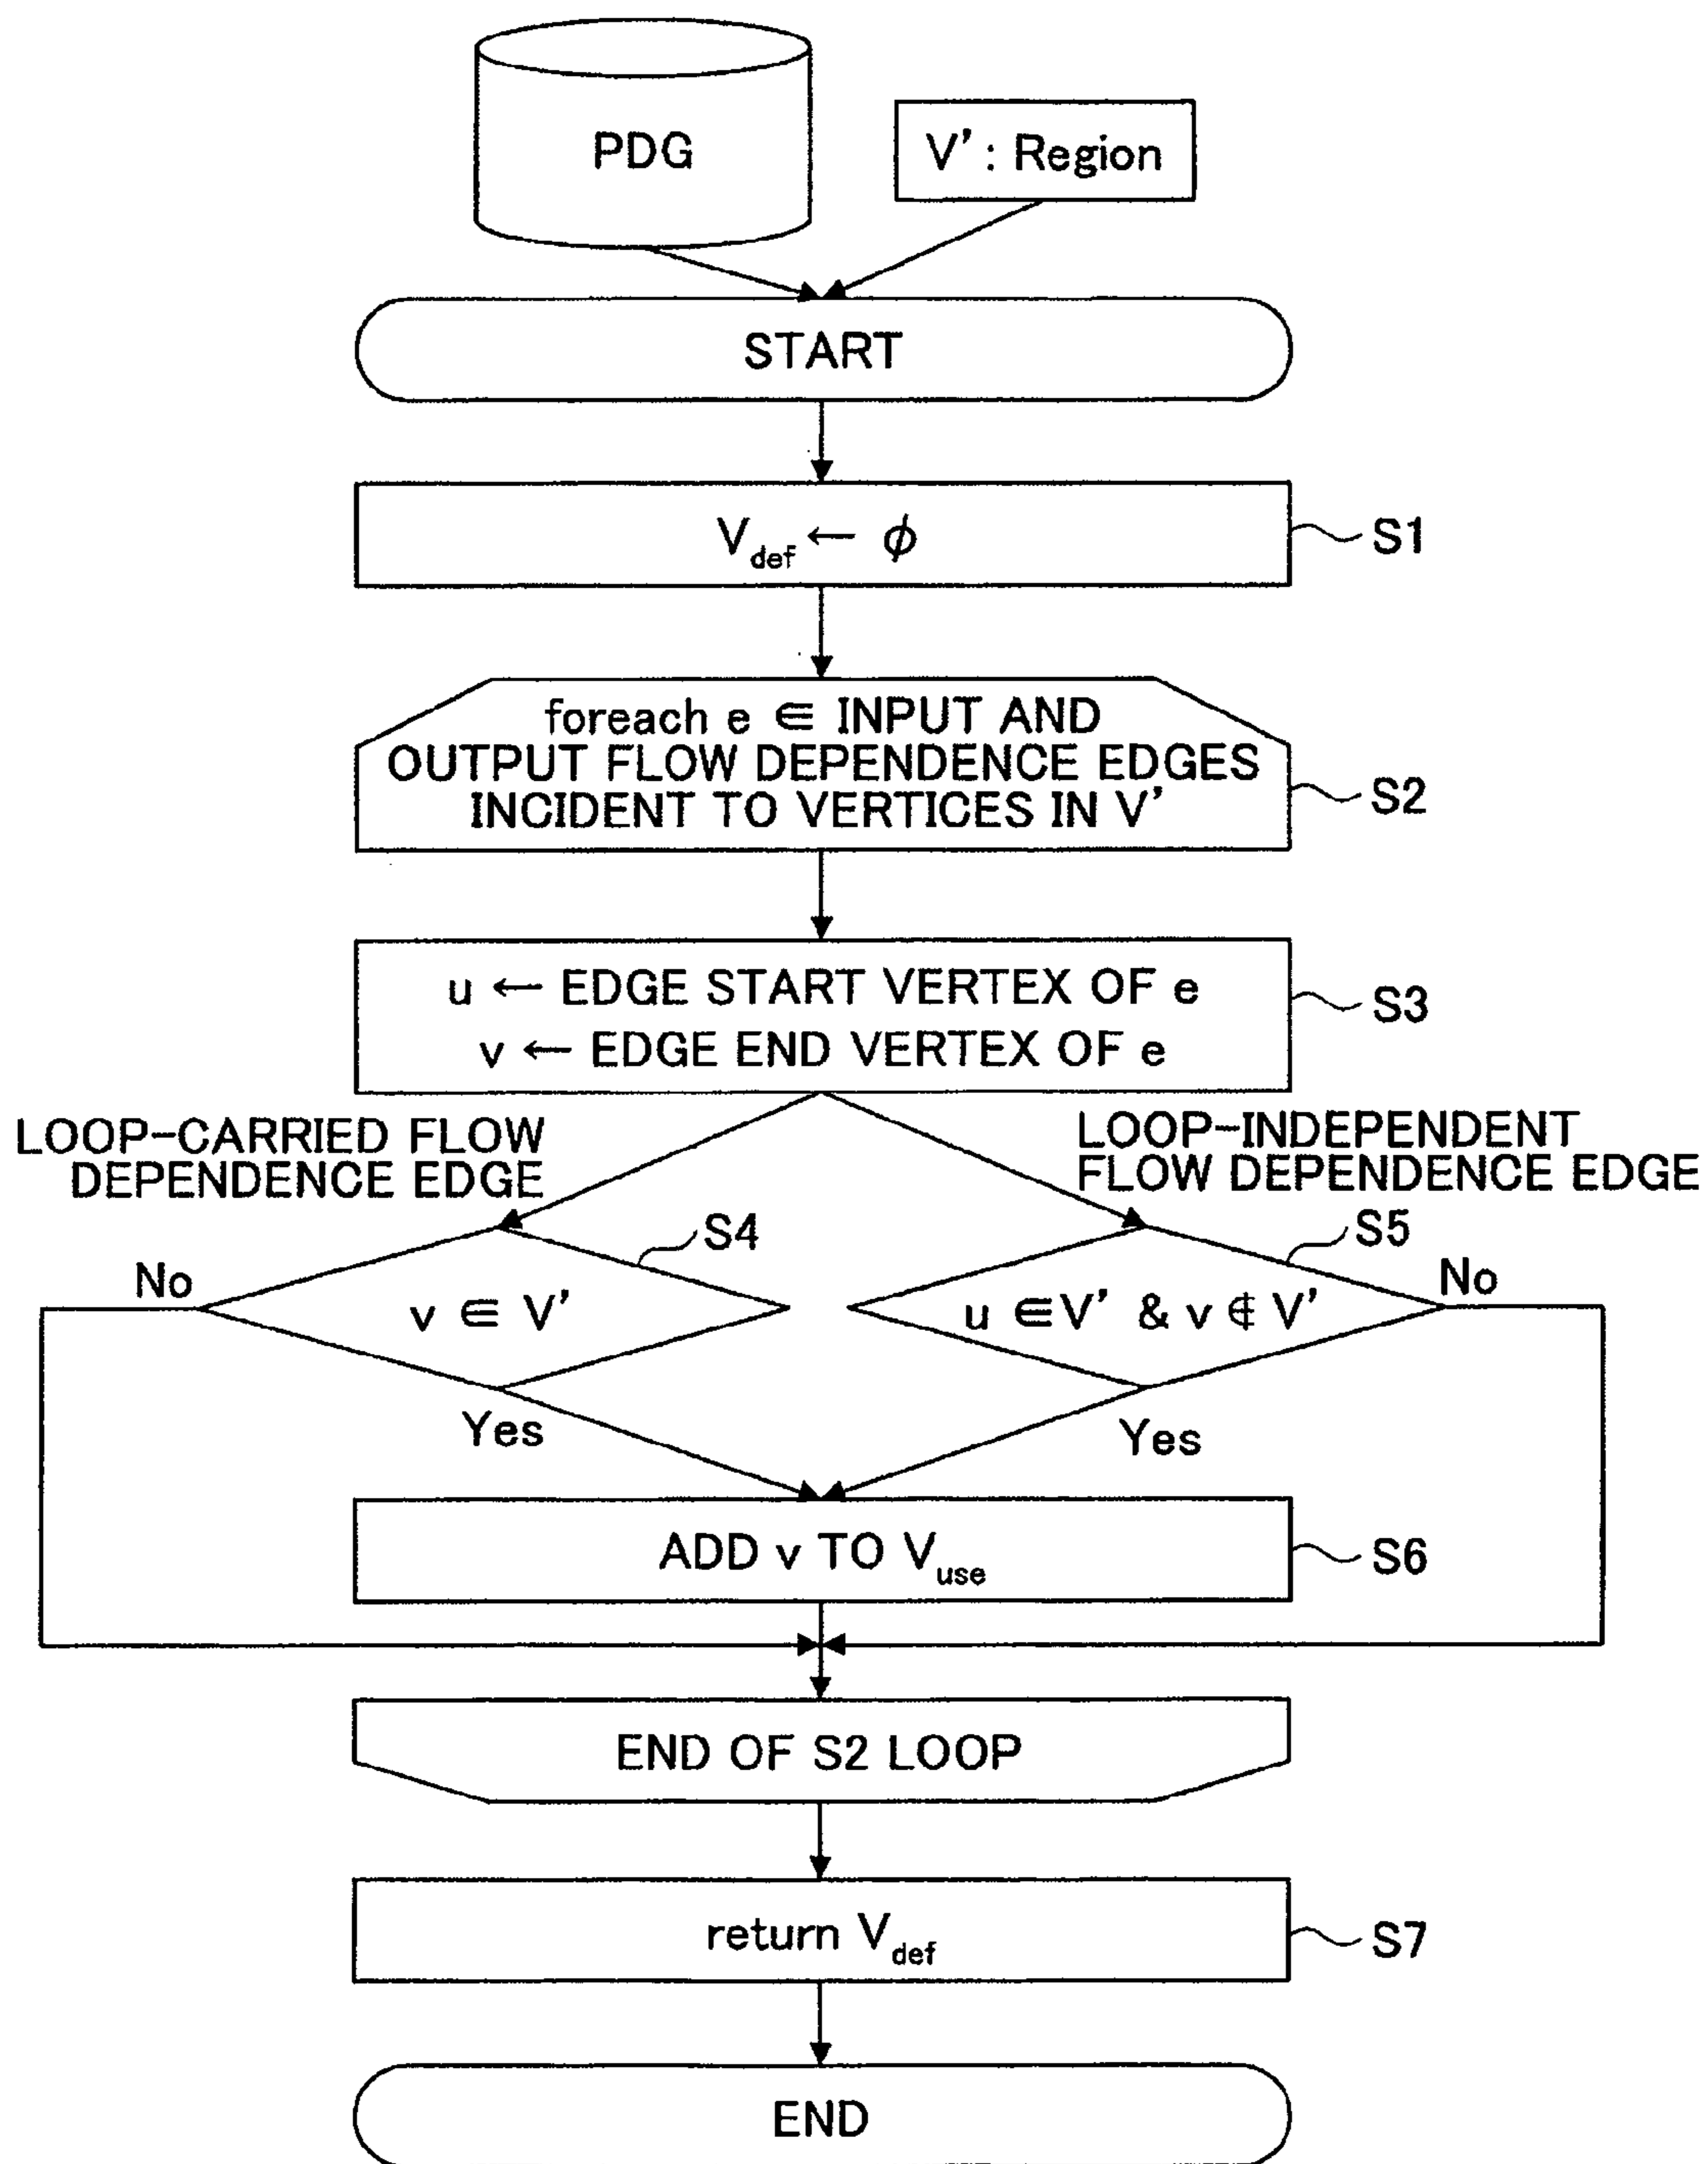 PDG
V' : Region
START
V_def ← φ
S1
foreach e ∈ INPUT AND
OUTPUT FLOW DEPENDENCE EDGES
INCIDENT TO VERTICES IN V'
S2
u ← EDGE START VERTEX OF e
v ← EDGE END VERTEX OF e
S3
LOOP-CARRIED FLOW
DEPENDENCE EDGE
LOOP-INDEPENDENT
FLOW DEPENDENCE EDGE
S4
S5
No
v ∈ V'
u ∈ V' & v ∉ V'
No
Yes
Yes
ADD v TO V_use
S6
END OF S2 LOOP
return V_def
S7
END